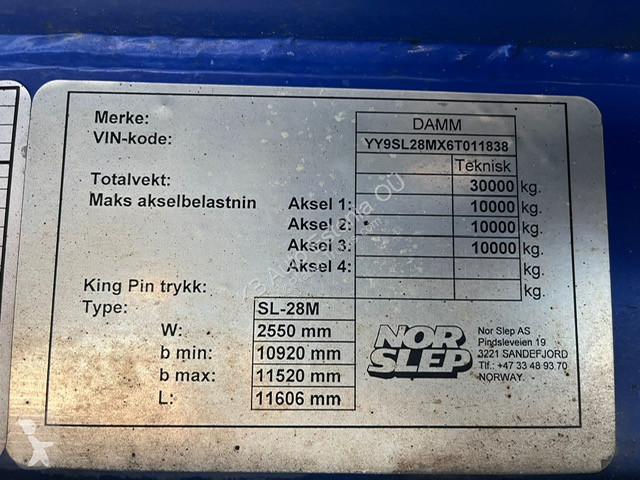 Merke: DAMM
VIN-kode: YY9SL28MX6T011838
Teknisk
Totalvekt: 30000 kg.
Maks akselbelastnin Aksel 1: 10000 kg.
Aksel 2: 10000 kg.
Aksel 3: 10000 kg.
Aksel 4: kg.
King Pin trykk: kg.
Type: SL-28M
W: 2550 mm
b min: 10920 mm
b max: 11520 mm
L: 11606 mm
NOR
SLEP
Nor Slep AS
Pindsleveien 19
3221 SANDEFJORD
Tlf.: +47 33 48 93 70
NORWAY